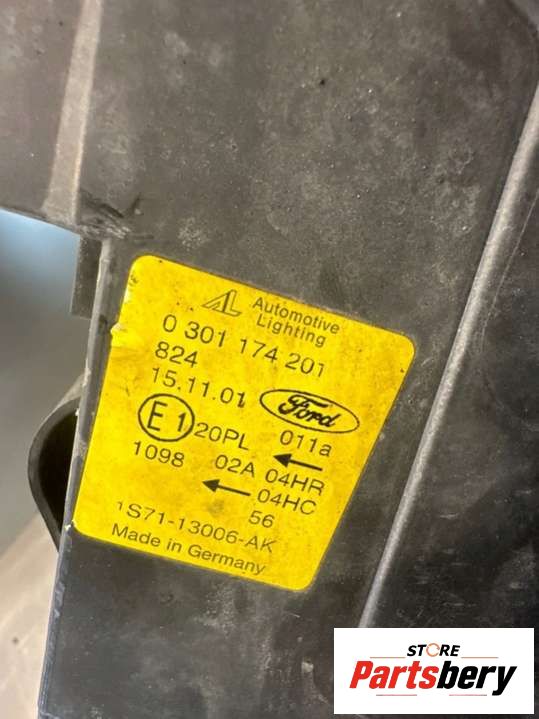 AL Automotive
Lighting
0 301 174 201
824
15.11.01 Ford
E1 20PL 011a
1098 02A ← 04HR
← 04HC
56
1S71-13006-AK
Made in Germany
STORE
Partsbery